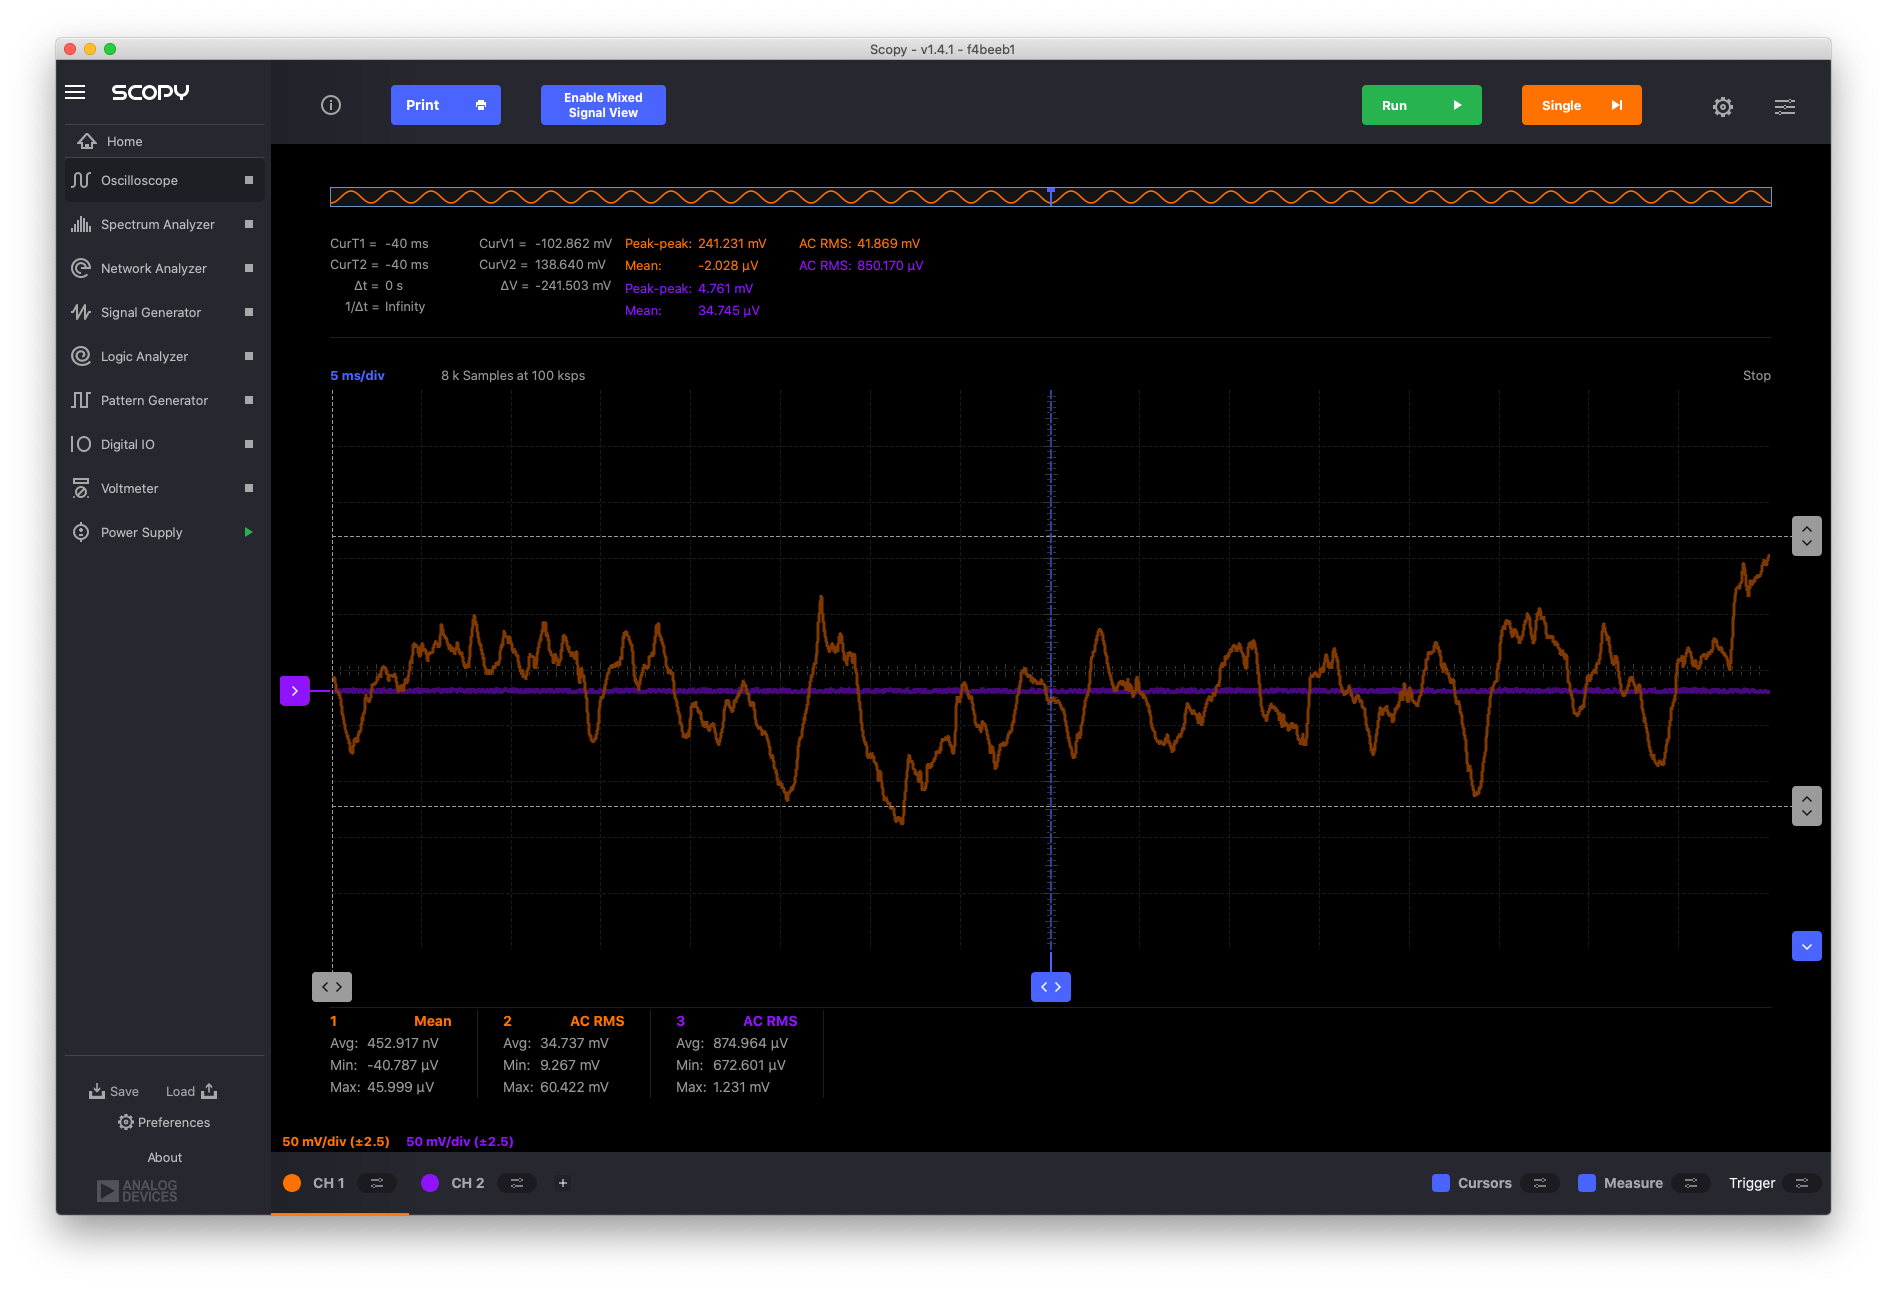 Scopy - v1.4.1 - f4beeb1
SCOPY
Print
Enable Mixed
Signal View
Run
Single
Home
Oscilloscope
Spectrum Analyzer
Network Analyzer
Signal Generator
Logic Analyzer
Pattern Generator
Digital IO
Voltmeter
Power Supply
CurT1 = -40 ms CurV1 = -102.862 mV Peak-peak: 241.231 mV AC RMS: 41.869 mV
CurT2 = -40 ms CurV2 = 138.640 mV Mean: -2.028 µV AC RMS: 850.170 µV
Δt = 0 s ΔV = -241.503 mV Peak-peak: 4.761 mV
1/Δt = Infinity Mean: 34.745 µV
5 ms/div 8 k Samples at 100 ksps Stop
1 Mean 2 AC RMS 3 AC RMS
Avg: 452.917 nV Avg: 34.737 mV Avg: 874.964 µV
Min: -40.787 µV Min: 9.267 mV Min: 672.601 µV
Max: 45.999 µV Max: 60.422 mV Max: 1.231 mV
Save Load
Preferences
About
ANALOG
DEVICES
50 mV/div (±2.5) 50 mV/div (±2.5)
CH 1 CH 2 + Cursors Measure Trigger